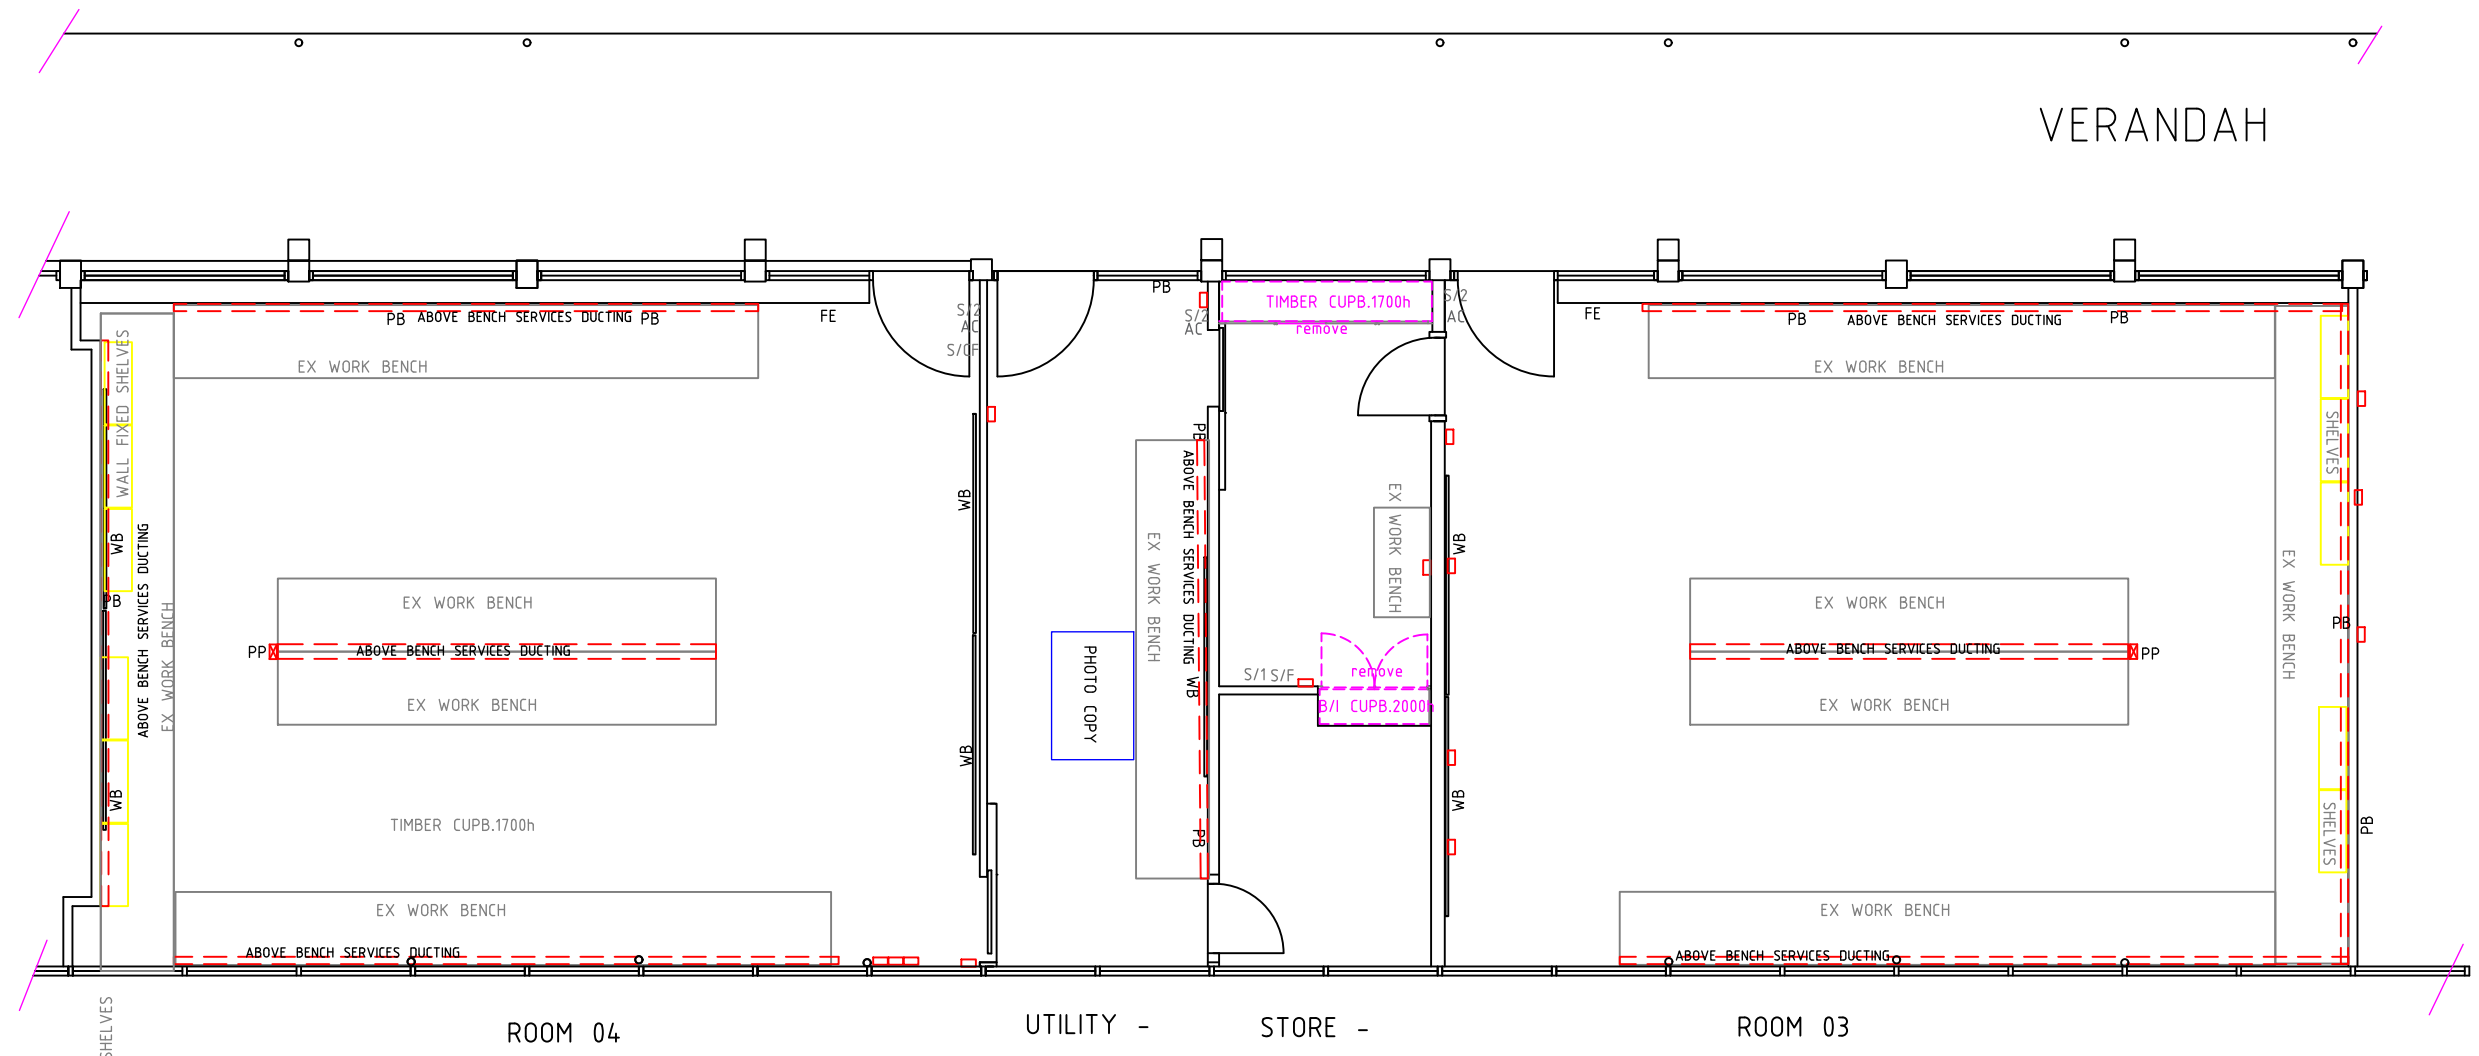 VERANDAH
PB
ABOVE BENCH SERVICES DUCTING
PB
FE
S/2
AC
S/CF
EX WORK BENCH
WALL FIXED SHELVES
WB
PB
ABOVE BENCH SERVICES DUCTING
EX WORK BENCH
WB
EX WORK BENCH
PP
ABOVE BENCH SERVICES DUCTING
EX WORK BENCH
TIMBER CUPB.1700h
EX WORK BENCH
ABOVE BENCH SERVICES DUCTING
SHELVES
WB
WB
PB
S/2
AC
PB
ABOVE BENCH SERVICES DUCTING
WB
EX WORK BENCH
PHOTO COPY
PB
TIMBER CUPB.1700h
remove
S/2
AC
EX WORK BENCH
S/1
S/F
remove
B/I CUPB.2000h
WB
WB
FE
PB
ABOVE BENCH SERVICES DUCTING
PB
EX WORK BENCH
SHELVES
EX WORK BENCH
PB
EX WORK BENCH
ABOVE BENCH SERVICES DUCTING
PP
EX WORK BENCH
SHELVES
PB
EX WORK BENCH
ABOVE BENCH SERVICES DUCTING
ROOM 04
UTILITY -
STORE -
ROOM 03